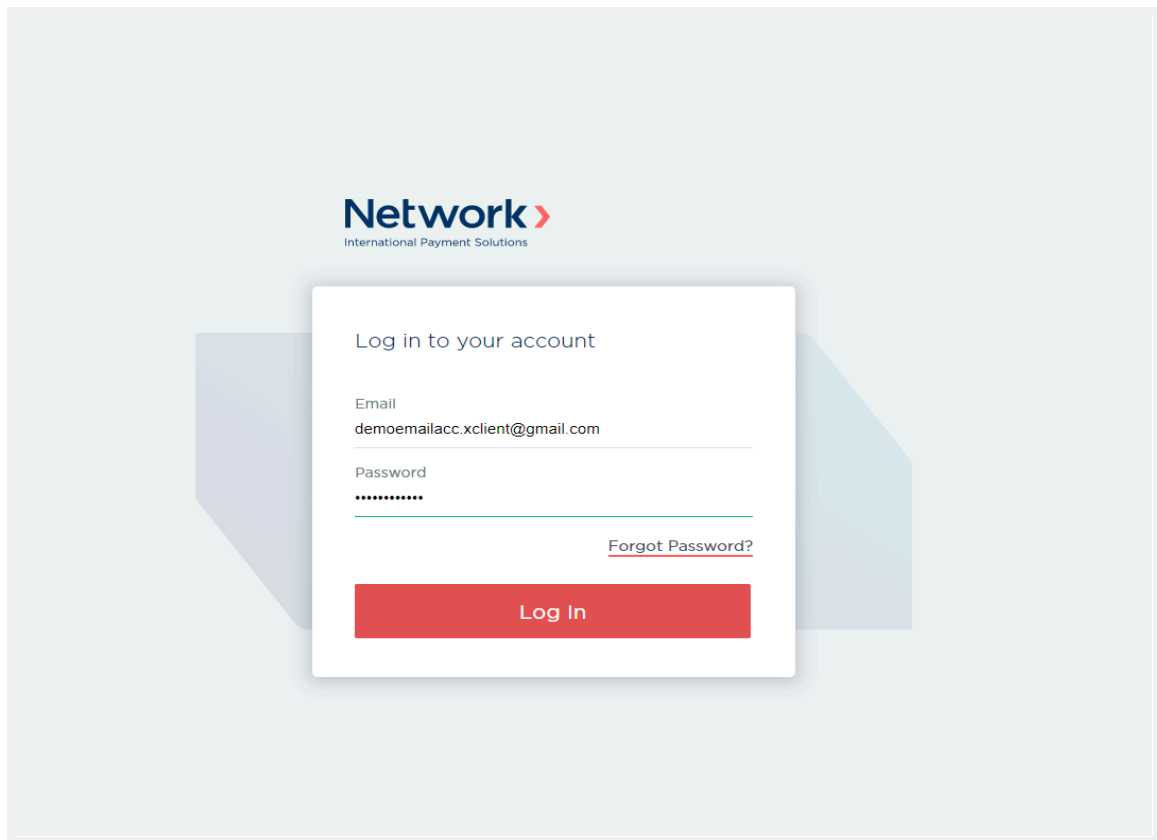 Network
International Payment Solutions
Log in to your account
Email
demoemailacc.xclient@gmail.com
Password
••••••••••••
Forgot Password?
Log In